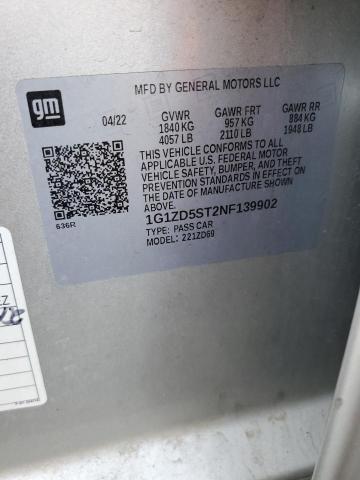 MFD BY GENERAL MOTORS LLC
gm
04/22 GVWR GAWR FRT GAWR RR
1840 KG 957 KG 884 KG
4057 LB 2110 LB 1948 LB
THIS VEHICLE CONFORMS TO ALL
APPLICABLE U.S. FEDERAL MOTOR
VEHICLE SAFETY, BUMPER, AND THEFT
PREVENTION STANDARDS IN EFFECT ON
THE DATE OF MANUFACTURE SHOWN
ABOVE.
1G1ZD5ST2NF139902
TYPE: PASS CAR
MODEL: 221ZD69
636R